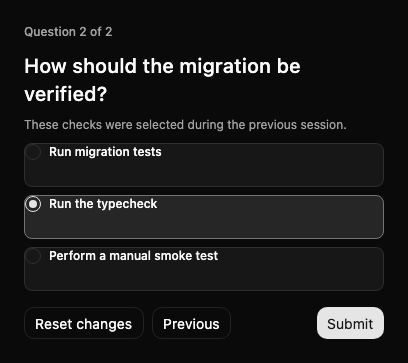 Question 2 of 2
How should the migration be
verified?
These checks were selected during the previous session.
Run migration tests
Run the typecheck
Perform a manual smoke test
Reset changes
Previous
Submit